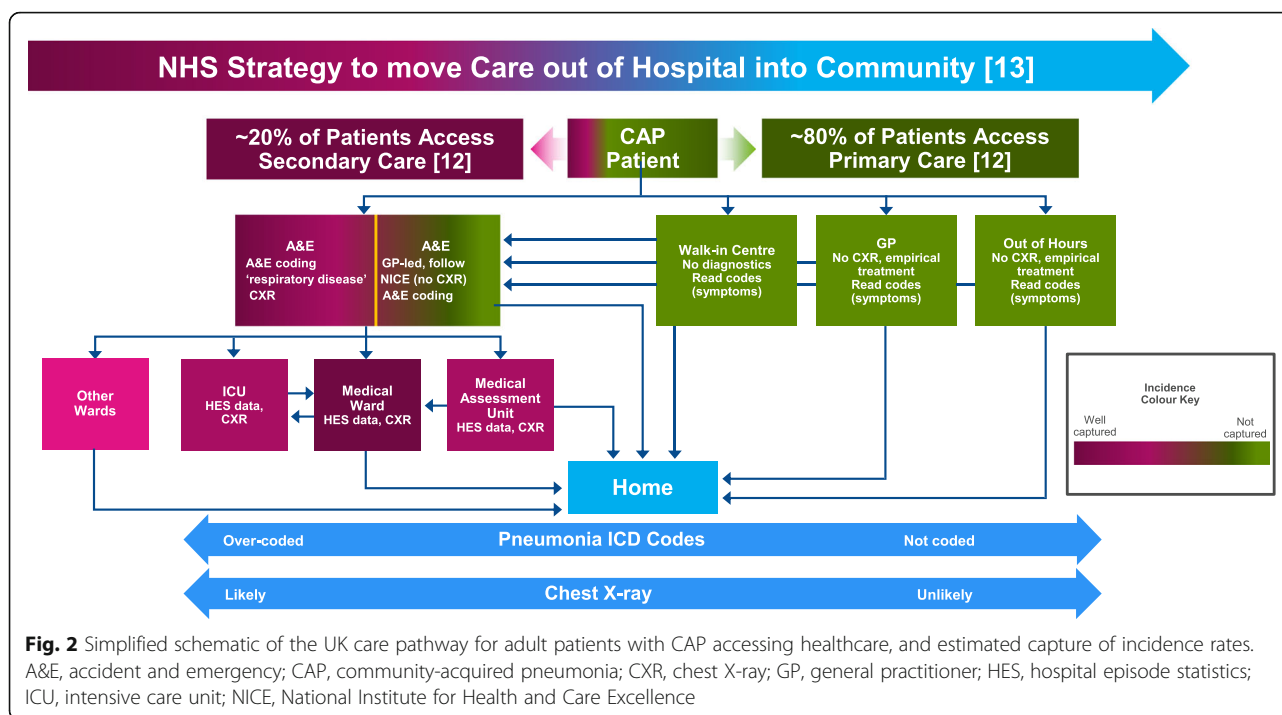 NHS Strategy to move Care out of Hospital into Community [13]
~20% of Patients Access
Secondary Care [12]
CAP
Patient
~80% of Patients Access
Primary Care [12]
A&E
A&E coding
‘respiratory disease’
CXR
A&E
GP-led, follow
NICE (no CXR)
A&E coding
Walk-in Centre
No diagnostics
Read codes
(symptoms)
GP
No CXR, empirical
treatment
Read codes
(symptoms)
Out of Hours
No CXR, empirical
treatment
Read codes
(symptoms)
Other
Wards
ICU
HES data,
CXR
Medical
Ward
HES data, CXR
Medical
Assessment
Unit
HES data, CXR
Incidence
Colour Key
Well
captured
Not
captured
Home
Over-coded
Pneumonia ICD Codes
Not coded
Likely
Chest X-ray
Unlikely
Fig. 2 Simplified schematic of the UK care pathway for adult patients with CAP accessing healthcare, and estimated capture of incidence rates.
A&E, accident and emergency; CAP, community-acquired pneumonia; CXR, chest X-ray; GP, general practitioner; HES, hospital episode statistics;
ICU, intensive care unit; NICE, National Institute for Health and Care Excellence